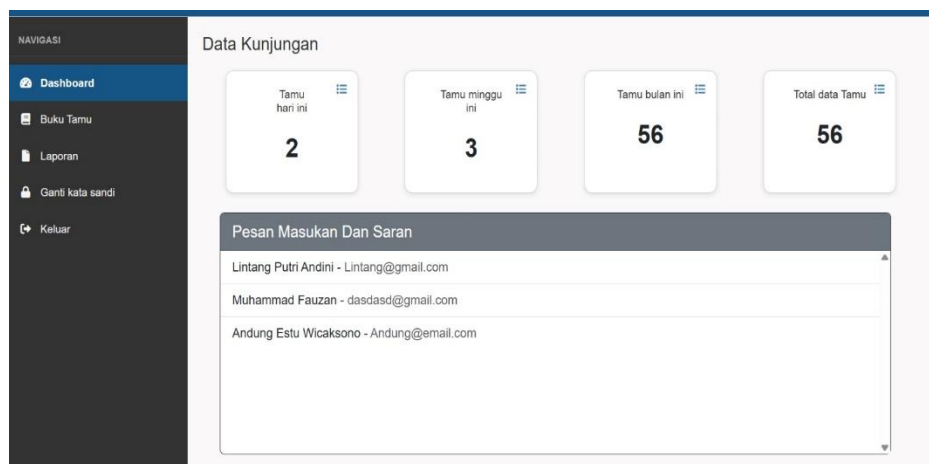 NAVIGASI
Dashboard
Buku Tamu
Laporan
Ganti kata sandi
Keluar
Data Kunjungan
Tamu
hari ini
2
Tamu minggu
ini
3
Tamu bulan ini
56
Total data Tamu
56
Pesan Masukan Dan Saran
Lintang Putri Andini - Lintang@gmail.com
Muhammad Fauzan - dasdasd@gmail.com
Andung Estu Wicaksono - Andung@email.com